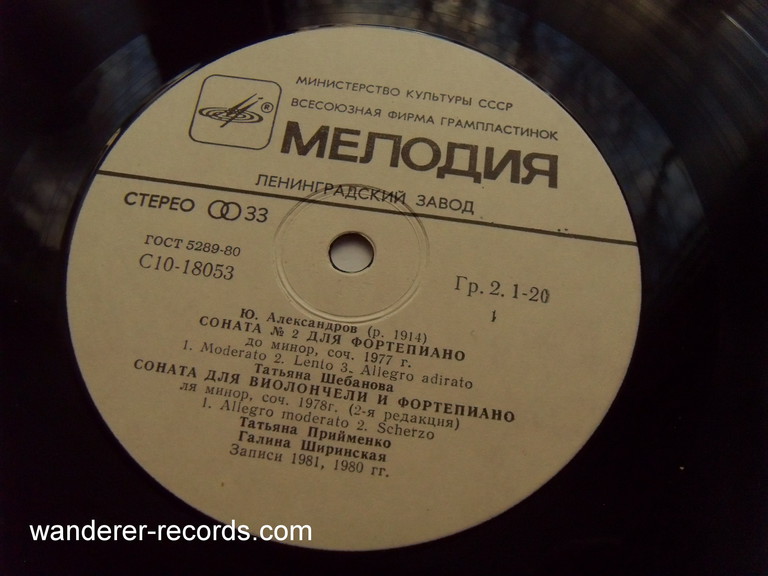 МИНИСТЕРСТВО КУЛЬТУРЫ СССР
ВСЕСОЮЗНАЯ ФИРМА ГРАМПЛАСТИНОК
®
МЕЛОДИЯ
ЛЕНИНГРАДСКИЙ ЗАВОД
СТЕРЕО 33
ГОСТ 5289-80
С10-18053
Гр. 2. 1-20
1
Ю. Александров (р. 1914)
СОНАТА № 2 ДЛЯ ФОРТЕПИАНО
до минор, соч. 1977 г.
1. Moderato 2. Lento 3. Allegro adirato
Татьяна Шебанова
СОНАТА ДЛЯ ВИОЛОНЧЕЛИ И ФОРТЕПИАНО
ля минор, соч. 1978г. (2-я редакция)
1. Allegro moderato 2. Scherzo
Татьяна Прийменко
Галина Ширинская
Записи 1981, 1980 гг.
wanderer-records.com